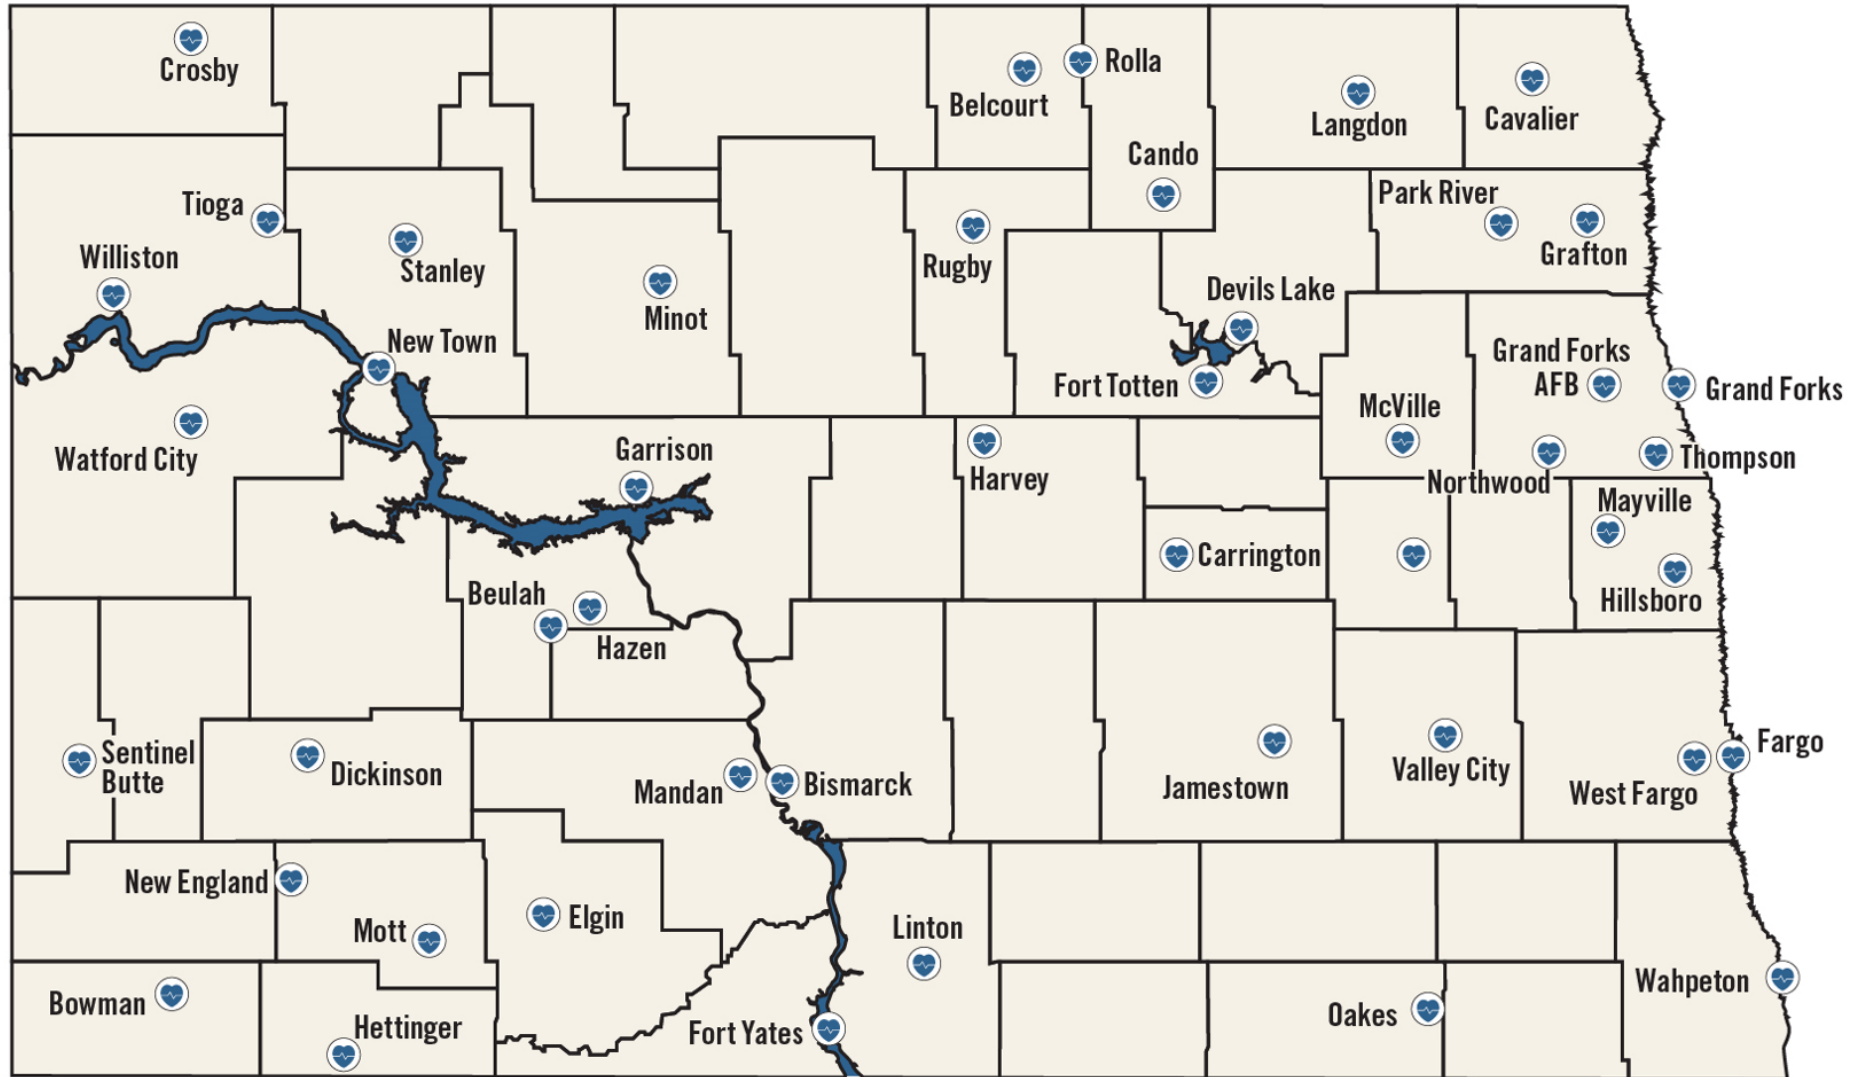 Crosby
Belcourt
Rolla
Langdon
Cavalier
Cando
Tioga
Park River
Grafton
Williston
Stanley
Rugby
Minot
Devils Lake
New Town
Fort Totten
Grand Forks
AFB
Grand Forks
McVille
Watford City
Garrison
Harvey
Northwood
Thompson
Mayville
Carrington
Hillsboro
Beulah
Hazen
Sentinel
Butte
Dickinson
Mandan
Bismarck
Jamestown
Valley City
West Fargo
Fargo
New England
Mott
Elgin
Linton
Bowman
Hettinger
Fort Yates
Oakes
Wahpeton